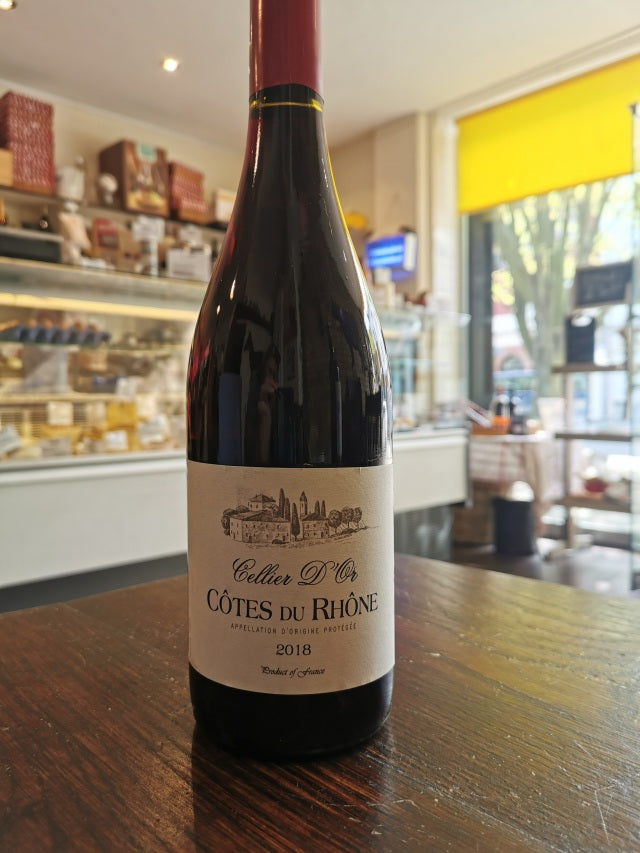 Cellier D'Or
CÔTES DU RHÔNE
APPELLATION D'ORIGINE PROTÉGÉE
2018
Product of France